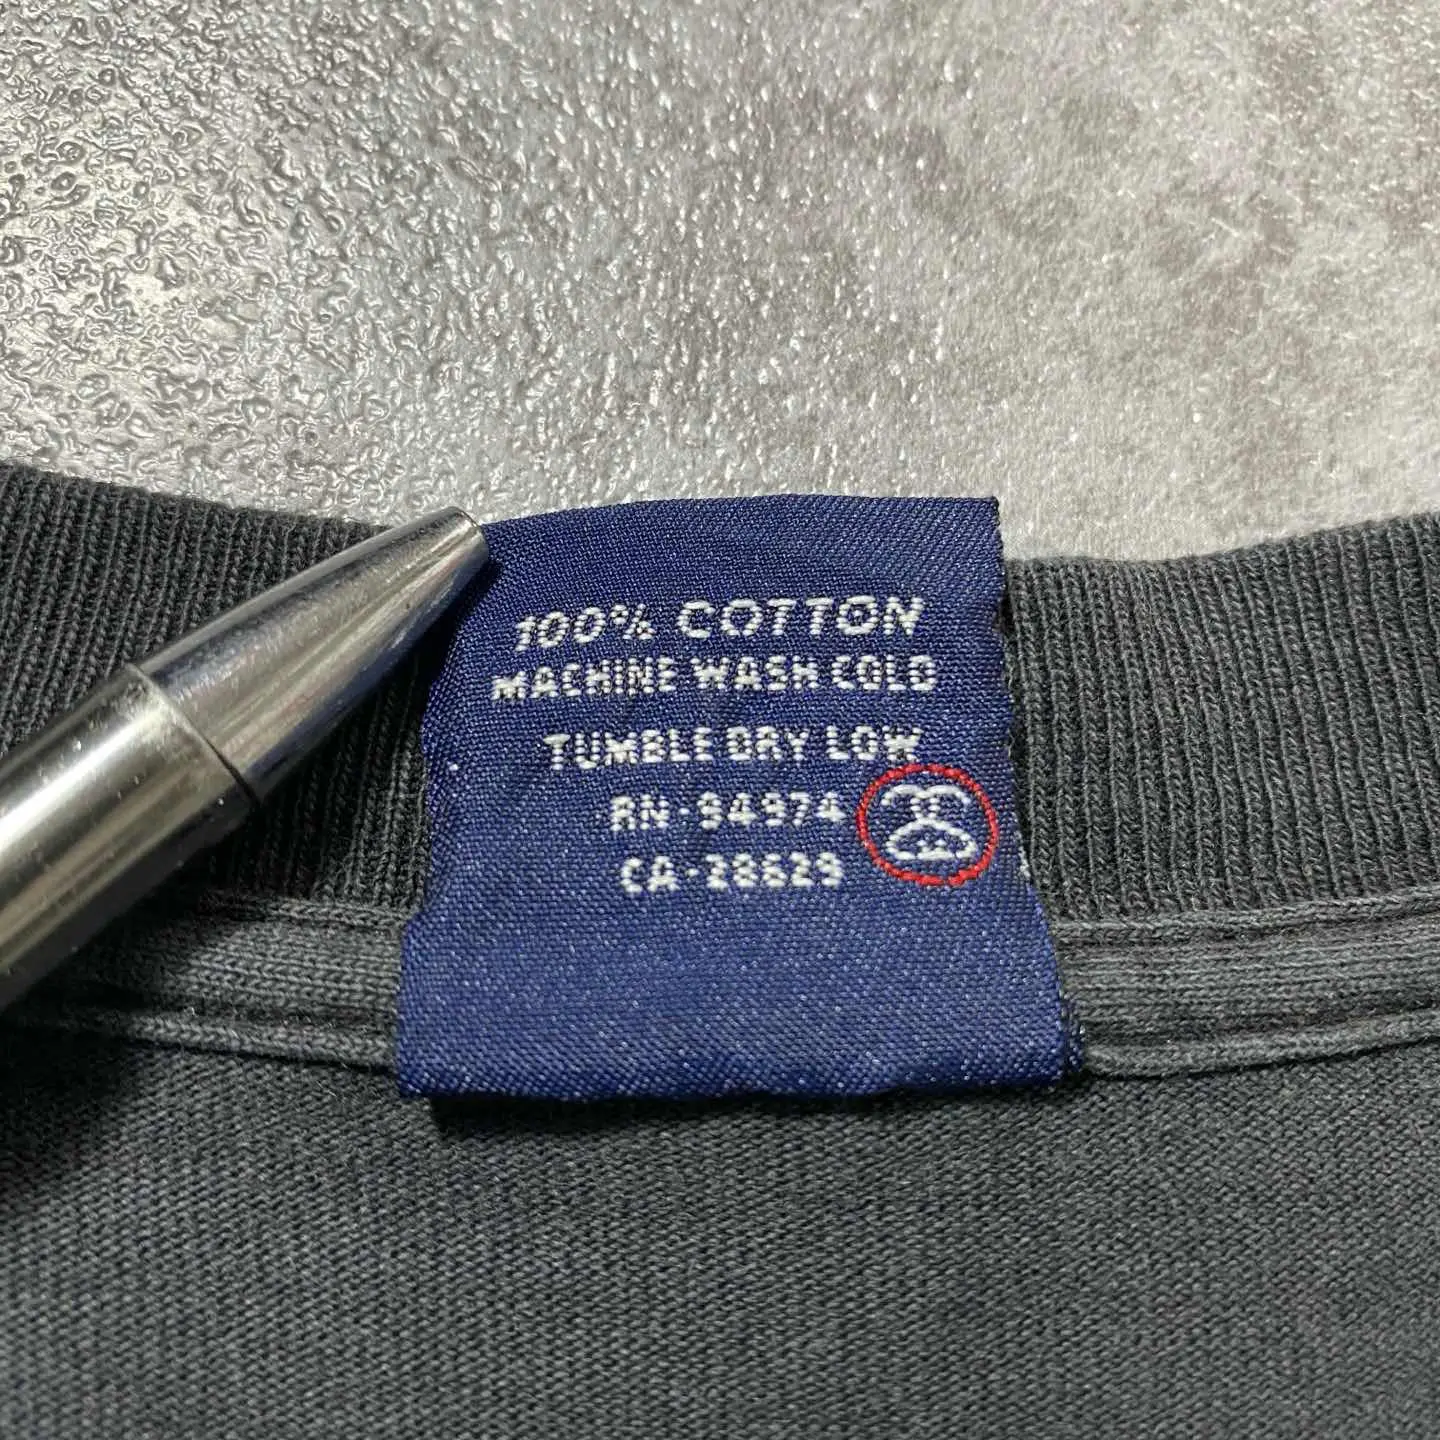 100% COTTON
MACHINE WASH COLD
TUMBLE DRY LOW
RN-94974
CA-28629